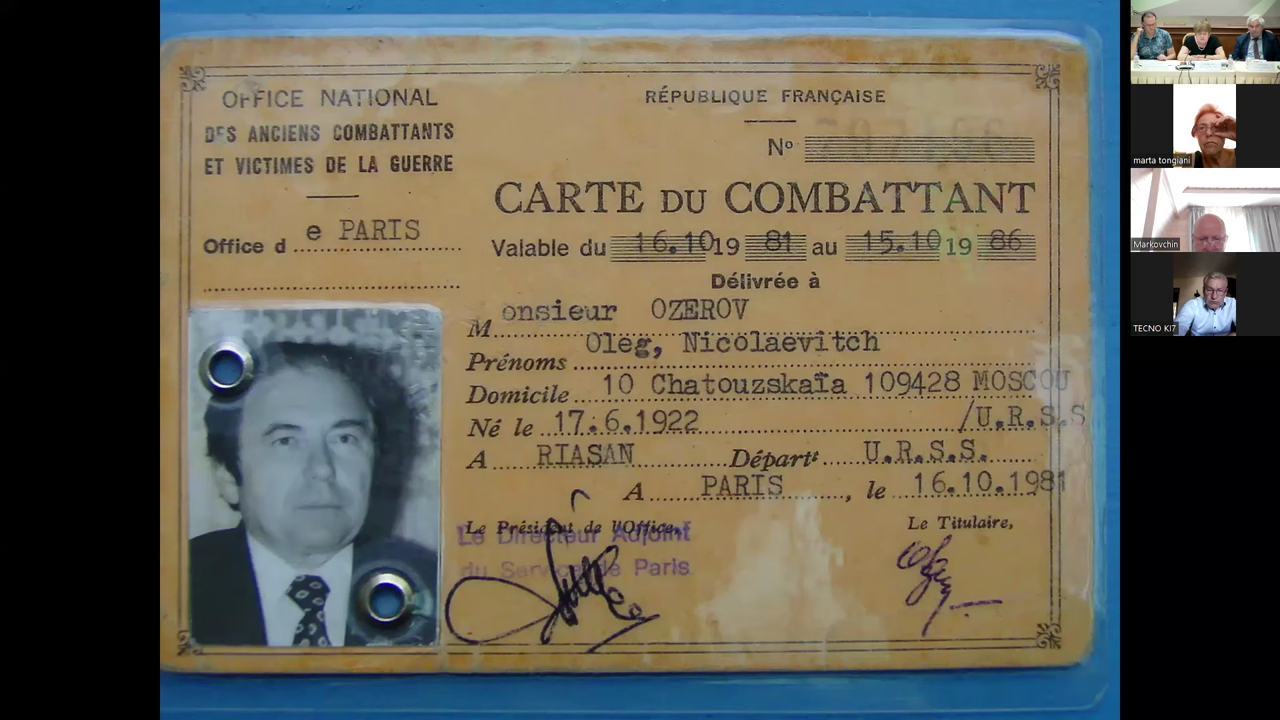 OFFICE NATIONAL
DES ANCIENS COMBATTANTS
ET VICTIMES DE LA GUERRE
Office d e PARIS
RÉPUBLIQUE FRANÇAISE
Nº
CARTE DU COMBATTANT
Valable du 16.10 19 81 au 15.10 19 86
Délivrée à
Monsieur OZEROV
Prénoms Oleg, Nicolaevitch
Domicile 10 Chatouzskaïa 109428 MOSCOU
Né le 17.6.1922 /U.R.S.S
A RIASAN Départt U.R.S.S.
A PARIS, le 16.10.1981
Le Président de l'Office,
Le Directeur Adjoint
du Service de Paris
Le Titulaire,
marta tongiani
Markovchin
TECNO KI7